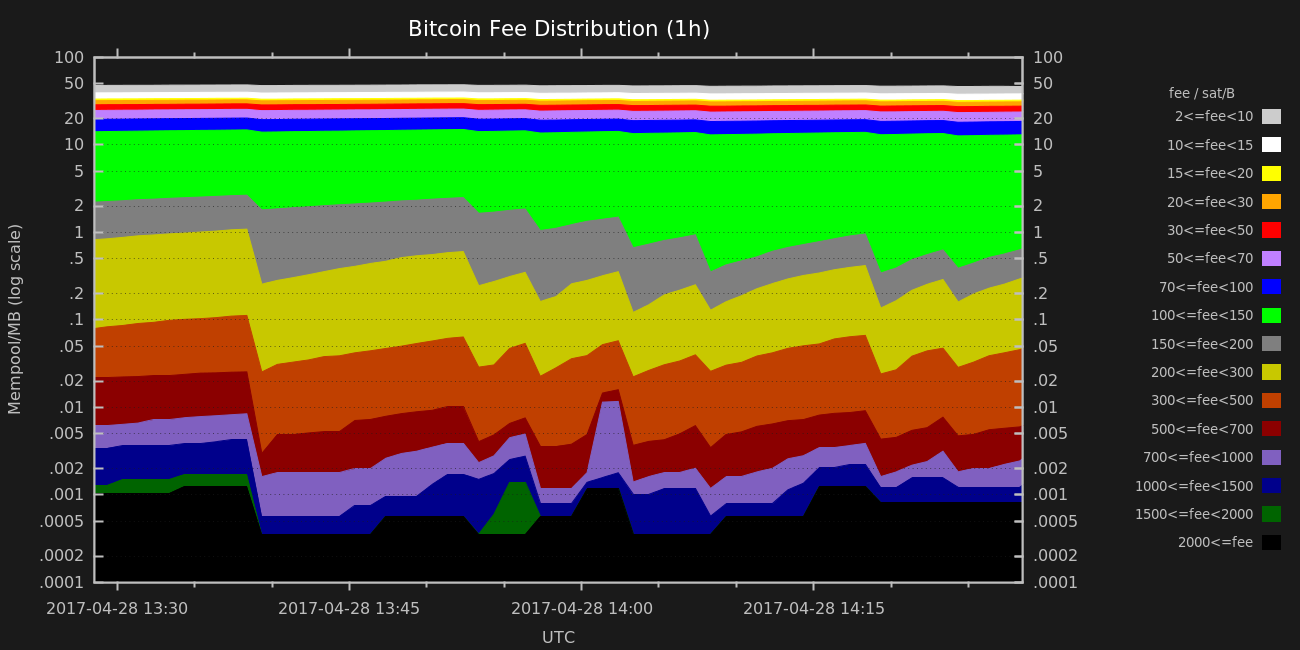 Bitcoin Fee Distribution (1h)
100 100
50 50
20 20
10 10
5 5
2 2
1 1
.5 .5
.2 .2
.1 .1
.05 .05
.02 .02
.01 .01
.005 .005
.002 .002
.001 .001
.0005 .0005
.0002 .0002
.0001 .0001
Mempool/MB (log scale)
2017-04-28 13:30 2017-04-28 13:45 2017-04-28 14:00 2017-04-28 14:15
UTC
fee / sat/B
2<=fee<10
10<=fee<15
15<=fee<20
20<=fee<30
30<=fee<50
50<=fee<70
70<=fee<100
100<=fee<150
150<=fee<200
200<=fee<300
300<=fee<500
500<=fee<700
700<=fee<1000
1000<=fee<1500
1500<=fee<2000
2000<=fee